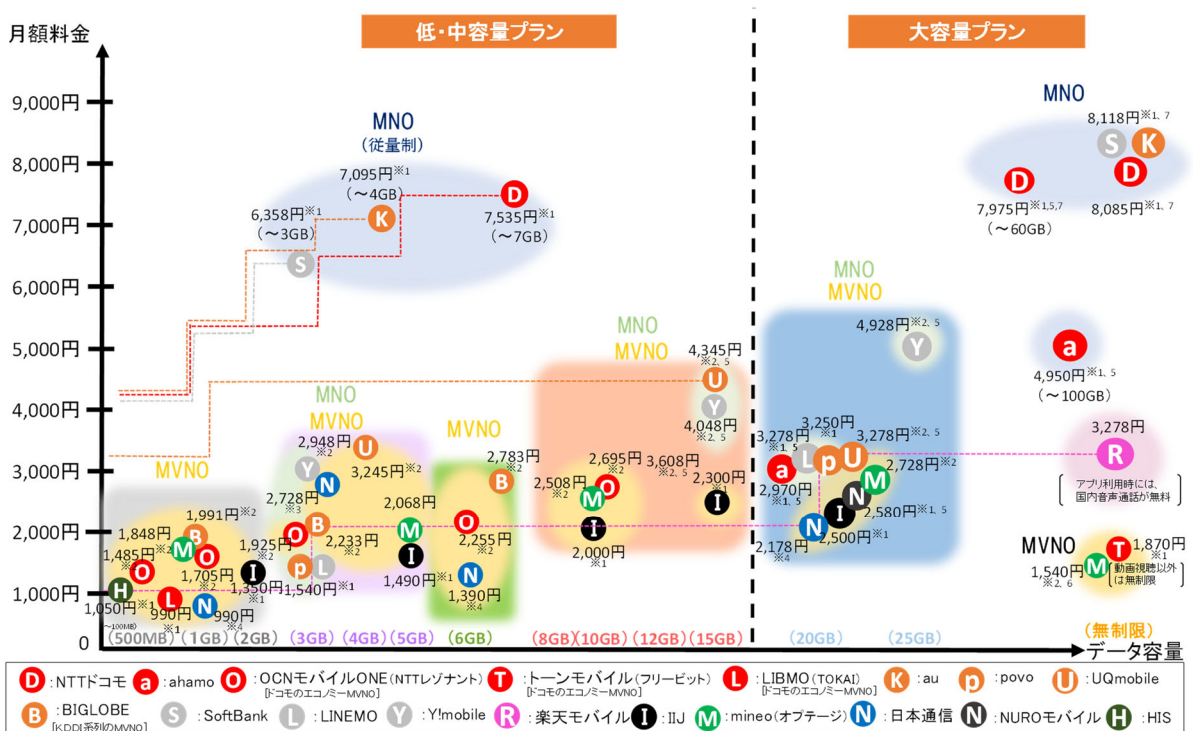 月額料金
低・中容量プラン
大容量プラン
9,000円
8,000円
7,000円
6,000円
5,000円
4,000円
3,000円
2,000円
1,000円
0
MNO
(従量制)
7,095円※1
(～4GB)
K
6,358円※1
(～3GB)
S
D
7,535円※1
(～7GB)
MNO
8,118円※1、7
S
K
D
D
7,975円※1,5,7
(～60GB)
8,085円※1、7
MNO
MVNO
4,928円※2、5
Y
a
4,950円※1、5
(～100GB)
MNO
MVNO
4,345円
※2、5
U
Y
4,048円
※2、5
MVNO
1,991円※2
B
1,848円
M
1,485円※2
O
O
1,705円
※2
1,925円
※2
I
1,350円
※1
H
1,050円※1
(～100MB)
L
990円
※1
N
990円
※4
MNO
MVNO
2,948円
※2
U
Y
N
3,245円※2
2,728円
※3
O
B
2,068円
M
2,233円
※2
p
L
1,540円※1
I
1,490円※1
MVNO
2,783円
※2
B
O
2,255円
※2
N
1,390円
※4
2,695円
※2
2,508円
※2
O
M
I
2,000円
※1
3,608円
※2、5
2,300円
※1
I
3,250円
※1
3,278円
※1、5
3,278円※2、5
a
L
p
U
2,970円
※1、5
2,728円※2
M
N
I
2,580円※1、5
N
2,500円※1
2,178円
※4
3,278円
R
アプリ利用時には、
国内音声通話が無料
MVNO
1,540円
※2、6
M
T
1,870円
※1
動画視聴以外
は無制限
(500MB)
(1GB)
(2GB)
(3GB)
(4GB)
(5GB)
(6GB)
(8GB)
(10GB)
(12GB)
(15GB)
(20GB)
(25GB)
(無制限)
データ容量
D :NTTドコモ
a :ahamo
O :OCNモバイルONE(NTTレゾナント)
[ドコモのエコノミーMVNO]
T :トーンモバイル(フリービット)
[ドコモのエコノミーMVNO]
L :LIBMO(TOKAI)
[ドコモのエコノミーMVNO]
K :au
p :povo
U :UQmobile
B :BIGLOBE
[KDDI系列のMVNO]
S :SoftBank
L :LINEMO
Y :Y!mobile
R :楽天モバイル
I :IIJ
M :mineo(オプテージ)
N :日本通信
N :NUROモバイル
H :HIS